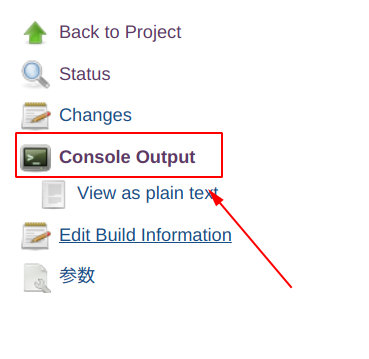 Back to Project
Status
Changes
Console Output
View as plain text
Edit Build Information
参数